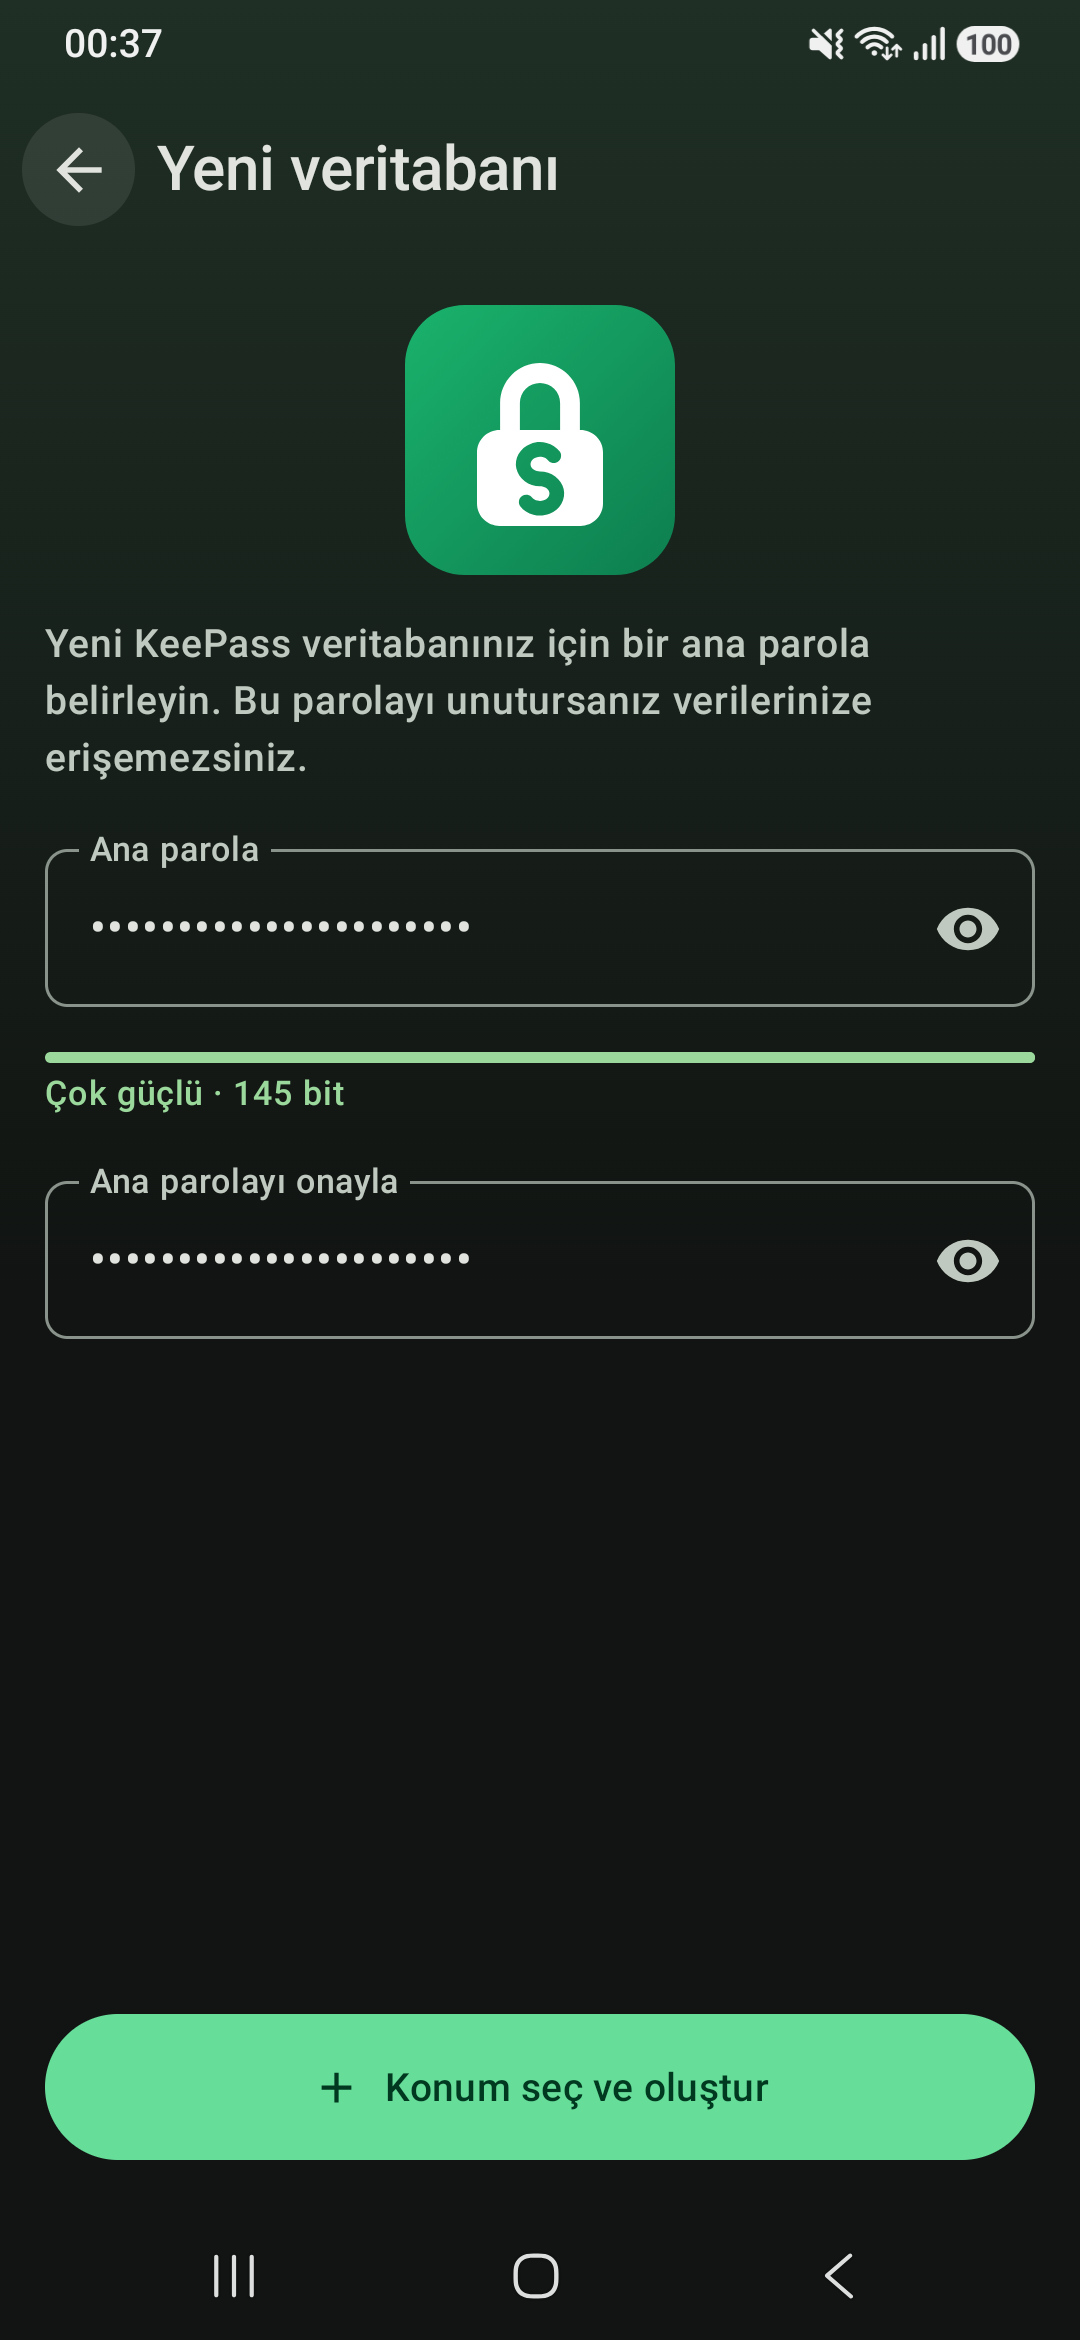 00:37
100
Yeni veritabanı
S
Yeni KeePass veritabanınız için bir ana parola
belirleyin. Bu parolayı unutursanız verilerinize
erişemezsiniz.
Ana parola
••••••••••••••••••••••
Çok güçlü · 145 bit
Ana parolayı onayla
••••••••••••••••••••••
+ Konum seç ve oluştur